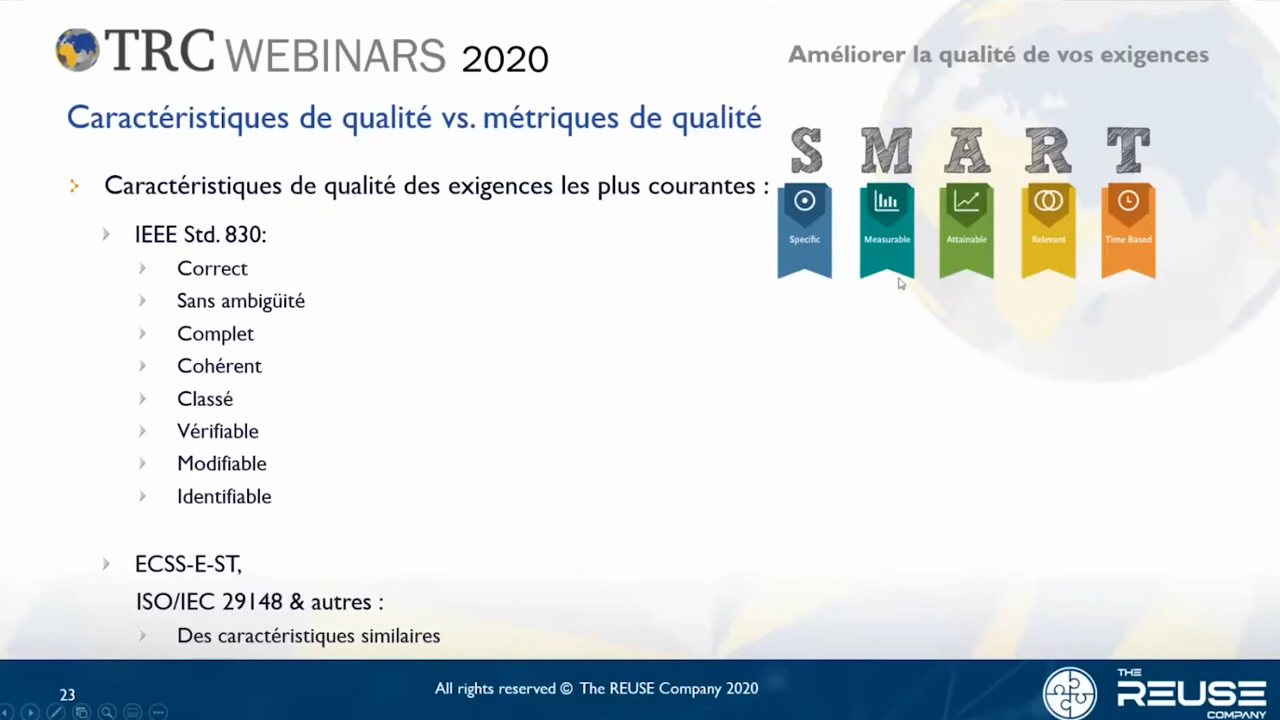 TRC WEBINARS 2020
Améliorer la qualité de vos exigences
Caractéristiques de qualité vs. métriques de qualité
S M A R T
Specific
Measurable
Attainable
Relevant
Time Based
Caractéristiques de qualité des exigences les plus courantes :
IEEE Std. 830:
Correct
Sans ambigüité
Complet
Cohérent
Classé
Vérifiable
Modifiable
Identifiable
ECSS-E-ST,
ISO/IEC 29148 & autres :
Des caractéristiques similaires
23
All rights reserved © The REUSE Company 2020
THE
REUSE
COMPANY